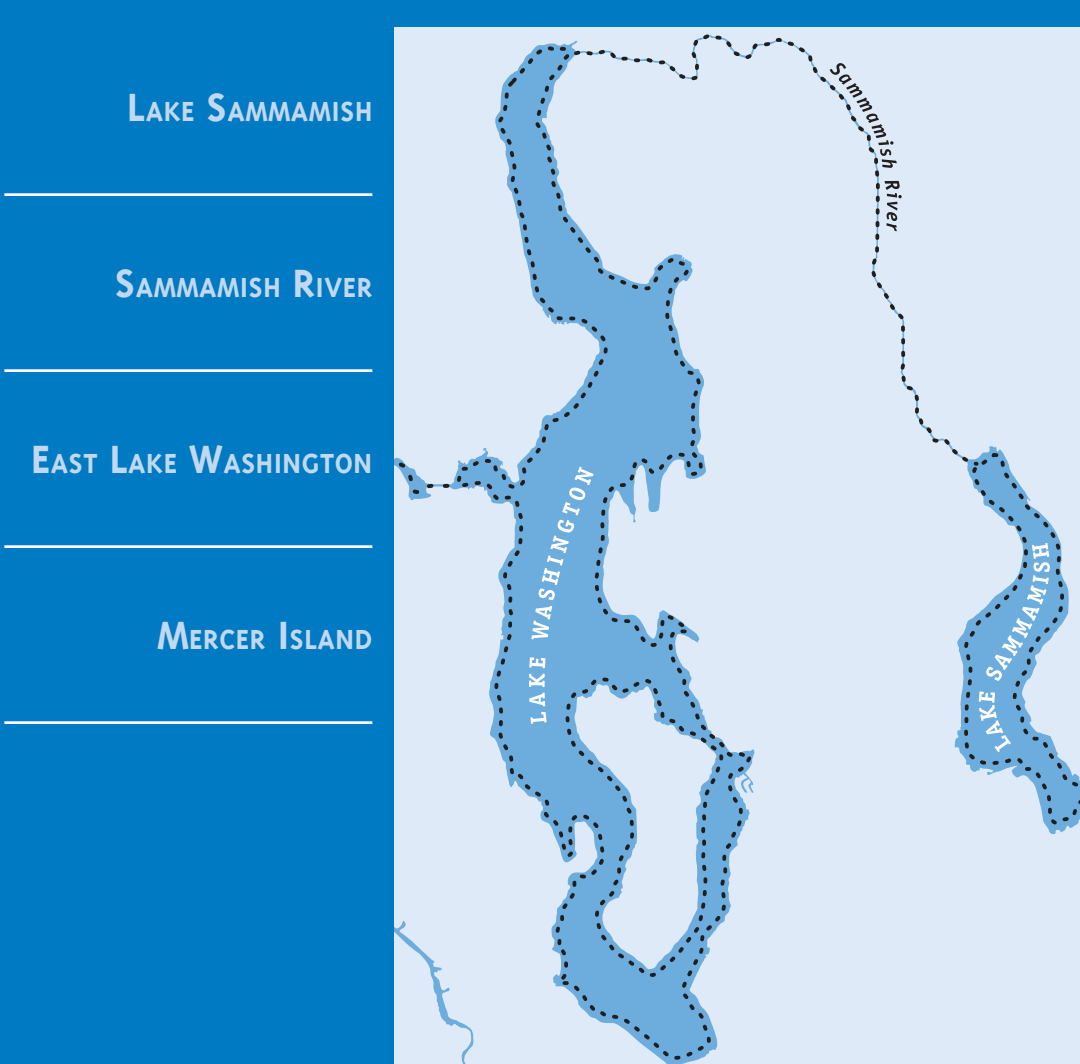 Lake Sammamish
Sammamish River
East Lake Washington
Mercer Island
Sammamish River
LAKE WASHINGTON
LAKE SAMMAMISH